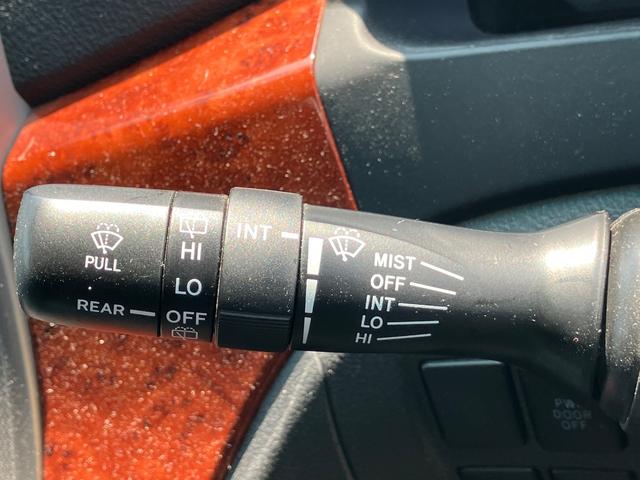 PULL
REAR
HI
LO
OFF
INT
MIST
OFF
INT
LO
HI
PWR
DOOR
OFF